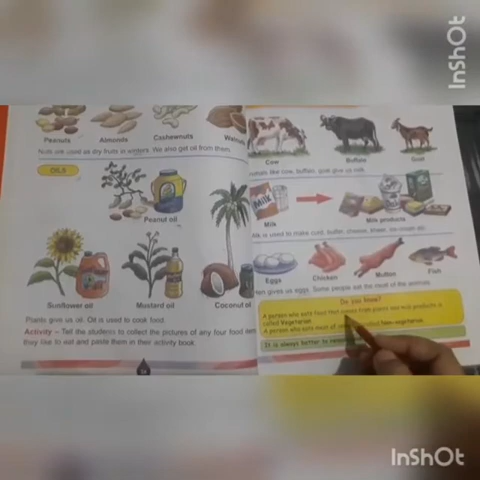 InShOt
Peanuts Almonds Cashewnuts
Nuts are used as dry fruits in winters. We also get oil from them.
OILS
Peanut oil
Sunflower oil Mustard oil Coconut oil
Plants give us oil. Oil is used to cook food.
Activity – Tell the students to collect the pictures of any four food
they like to eat and paste them in their activity book.
Cow Buffalo Goat
like cow, buffalo, goat give us milk.
Milk
Milk Milk products
is used to make curd, butter, cheese,
Eggs Chicken Mutton Fish
gives us eggs. Some people eat the meat of the animals.
Do you know?
A person who eats food that comes from plants and milk products is
called Vegetarian.
A person who eats meat of
It is always better to
InShOt